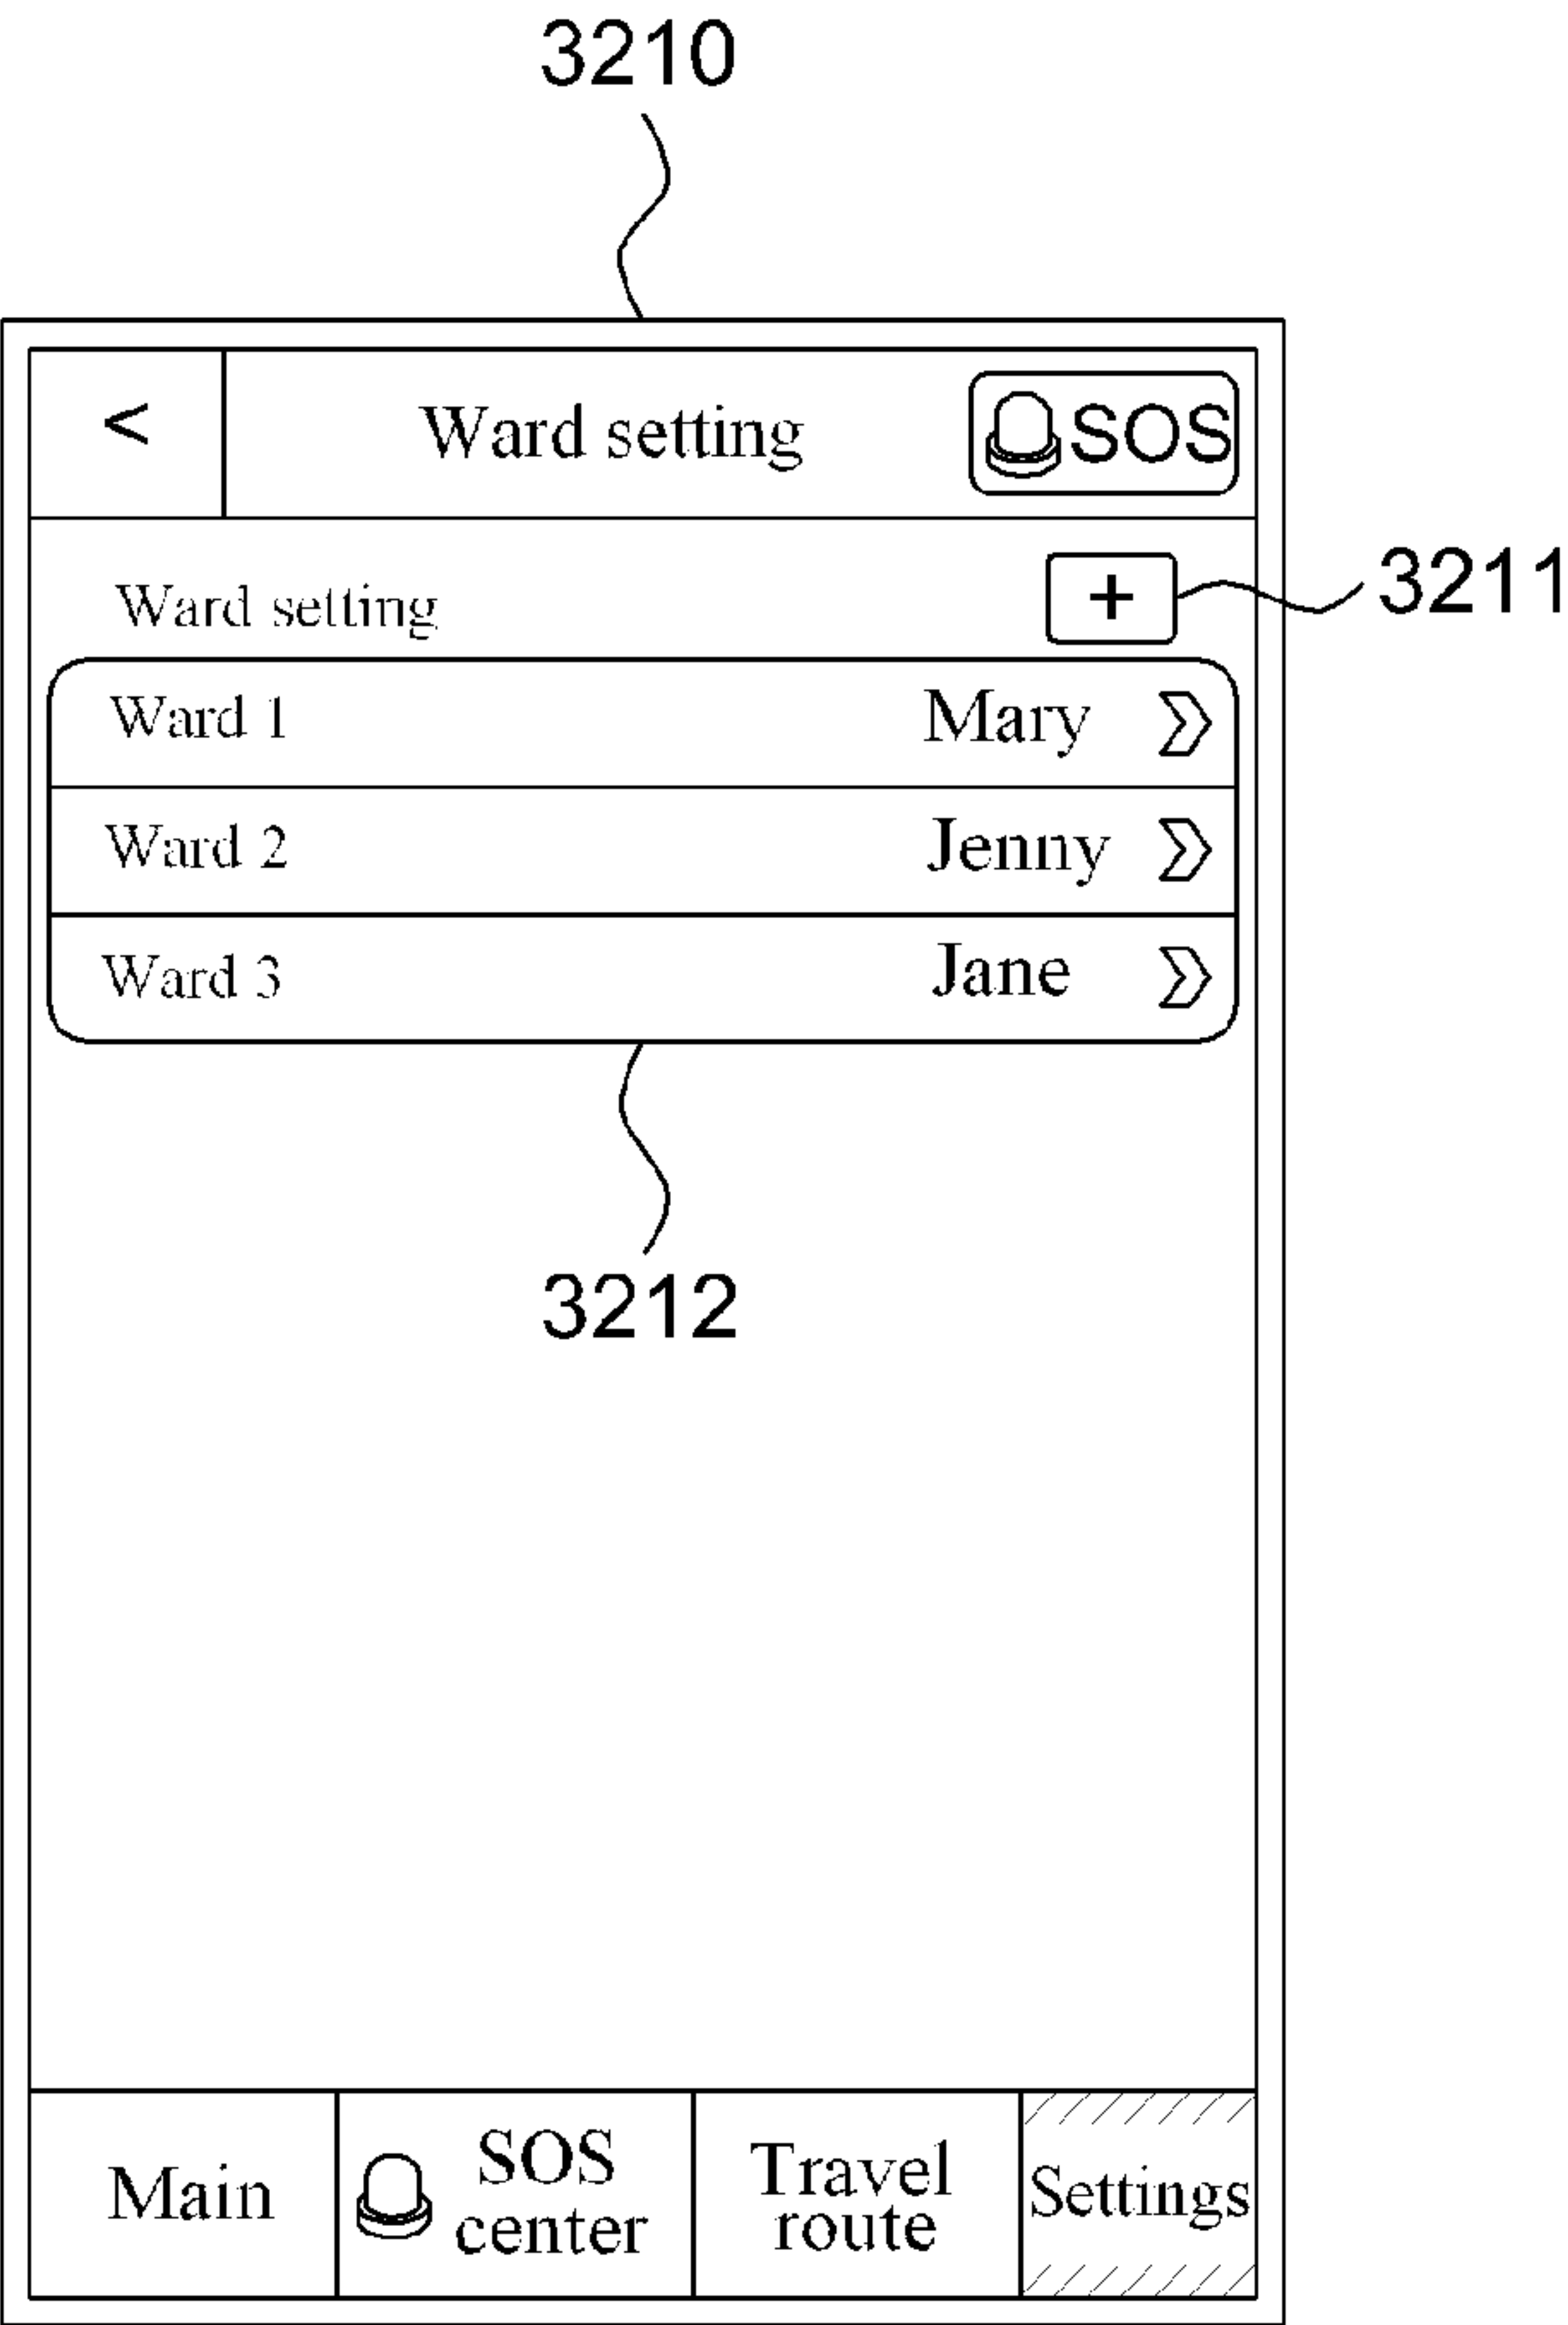 3210
< Ward setting SOS
Ward setting + 3211
Ward 1 Mary
Ward 2 Jenny
Ward 3 Jane
3212
Main
SOS
center
Travel
route
Settings